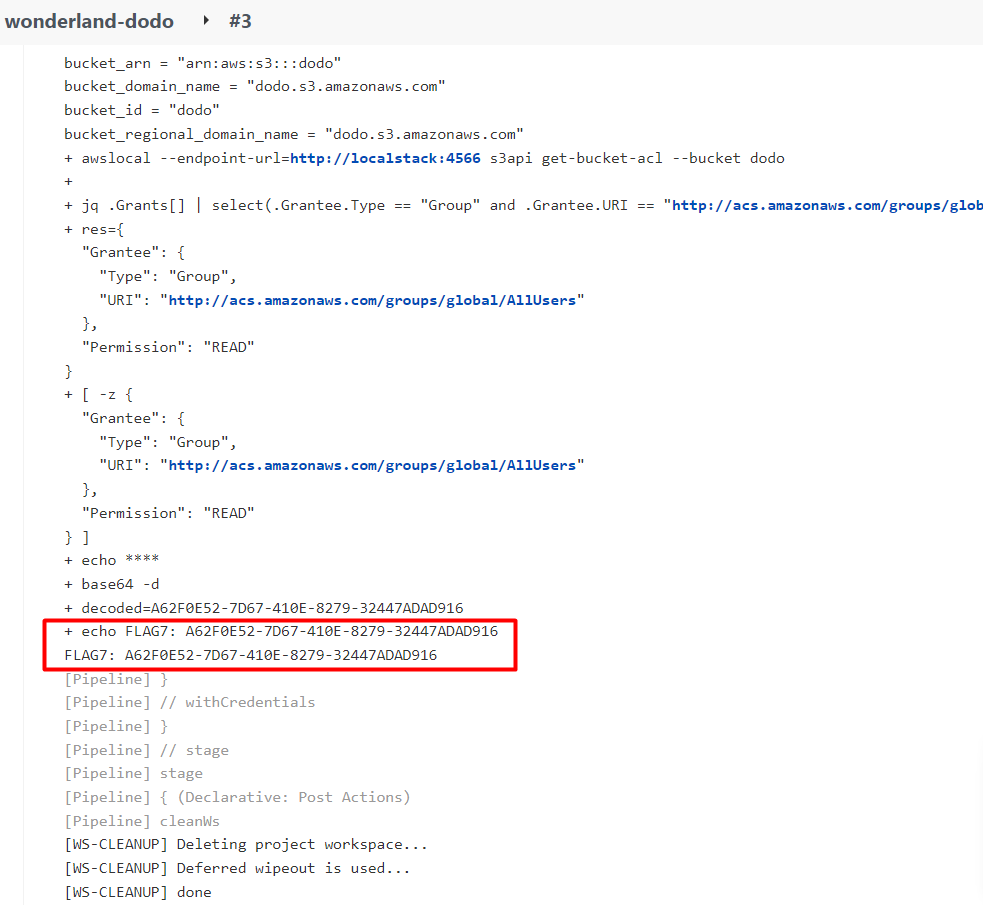 wonderland-dodo ‣ #3
bucket_arn = "arn:aws:s3:::dodo"
bucket_domain_name = "dodo.s3.amazonaws.com"
bucket_id = "dodo"
bucket_regional_domain_name = "dodo.s3.amazonaws.com"
+ awslocal --endpoint-url=http://localstack:4566 s3api get-bucket-acl --bucket dodo
+
+ jq .Grants[] | select(.Grantee.Type == "Group" and .Grantee.URI == "http://acs.amazonaws.com/groups/glob
+ res={
  "Grantee": {
    "Type": "Group",
    "URI": "http://acs.amazonaws.com/groups/global/AllUsers"
  },
  "Permission": "READ"
}
+ [ -z {
  "Grantee": {
    "Type": "Group",
    "URI": "http://acs.amazonaws.com/groups/global/AllUsers"
  },
  "Permission": "READ"
} ]
+ echo ****
+ base64 -d
+ decoded=A62F0E52-7D67-410E-8279-32447ADAD916
+ echo FLAG7: A62F0E52-7D67-410E-8279-32447ADAD916
FLAG7: A62F0E52-7D67-410E-8279-32447ADAD916
[Pipeline] }
[Pipeline] // withCredentials
[Pipeline] }
[Pipeline] // stage
[Pipeline] stage
[Pipeline] { (Declarative: Post Actions)
[Pipeline] cleanWs
[WS-CLEANUP] Deleting project workspace...
[WS-CLEANUP] Deferred wipeout is used...
[WS-CLEANUP] done